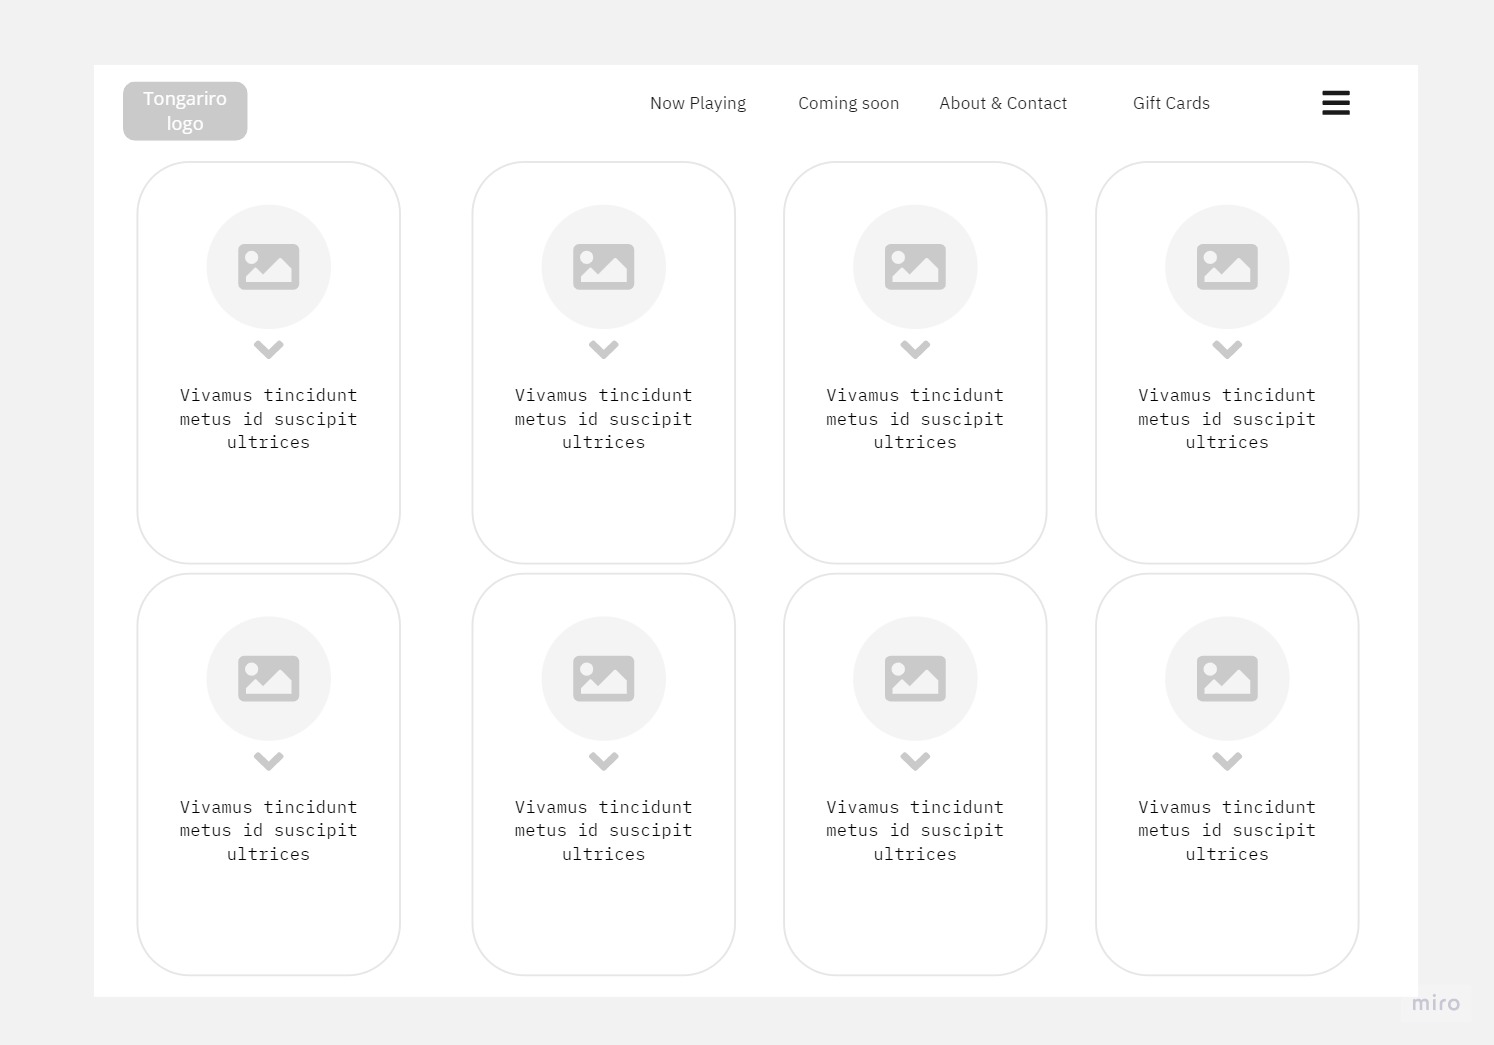 Tongariro
logo
Now Playing
Coming soon
About & Contact
Gift Cards
Vivamus tincidunt
metus id suscipit
ultrices
Vivamus tincidunt
metus id suscipit
ultrices
Vivamus tincidunt
metus id suscipit
ultrices
Vivamus tincidunt
metus id suscipit
ultrices
Vivamus tincidunt
metus id suscipit
ultrices
Vivamus tincidunt
metus id suscipit
ultrices
Vivamus tincidunt
metus id suscipit
ultrices
Vivamus tincidunt
metus id suscipit
ultrices
miro